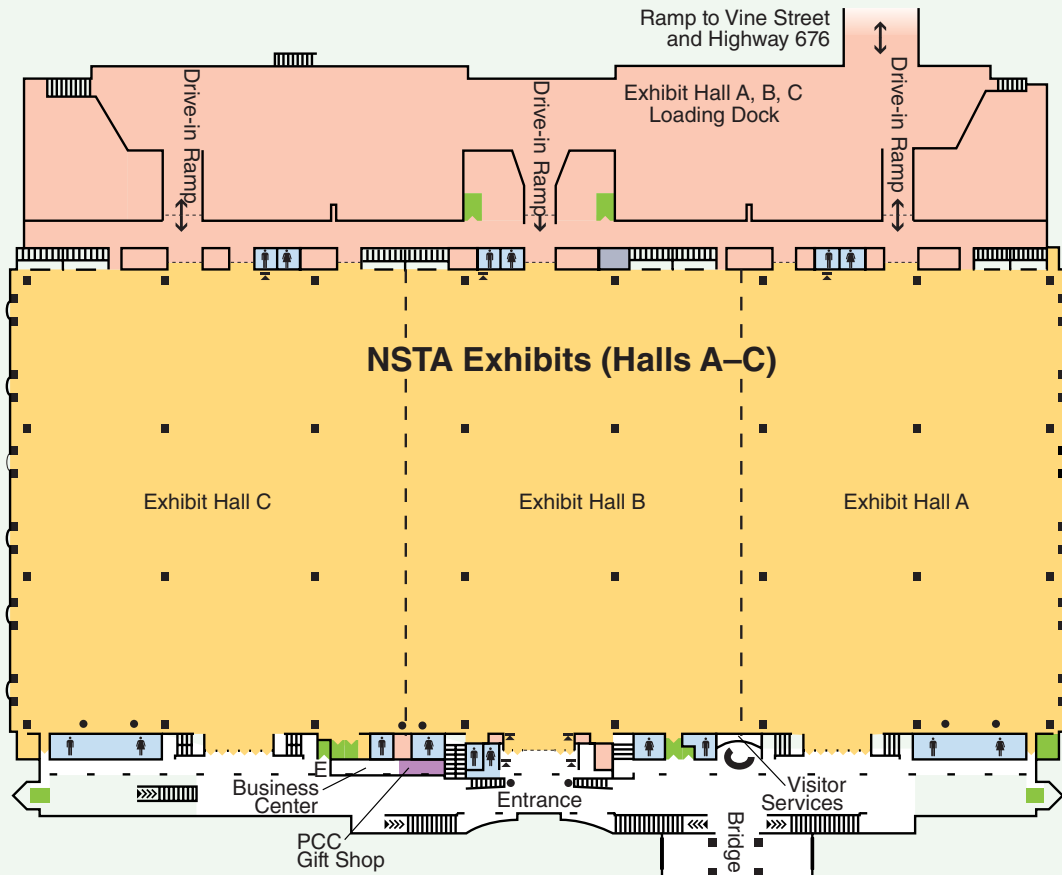 Ramp to Vine Street
and Highway 676
Drive-in Ramp
Drive-in Ramp
Exhibit Hall A, B, C
Loading Dock
Drive-in Ramp
NSTA Exhibits (Halls A–C)
Exhibit Hall C
Exhibit Hall B
Exhibit Hall A
E
C
Business
Center
PCC
Gift Shop
Entrance
Visitor
Services
Bridge